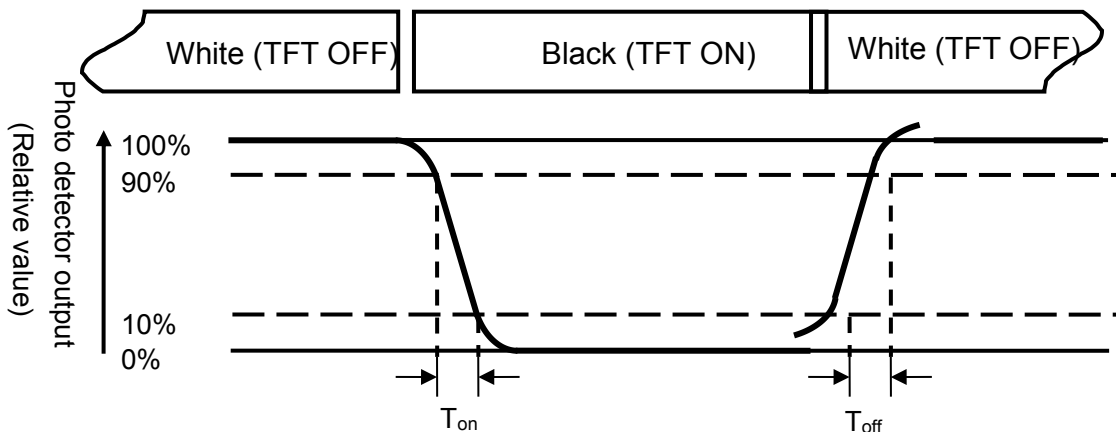 White (TFT OFF)
Black (TFT ON)
White (TFT OFF)
Photo detector output
(Relative value)
100%
90%
10%
0%
Ton
Toff